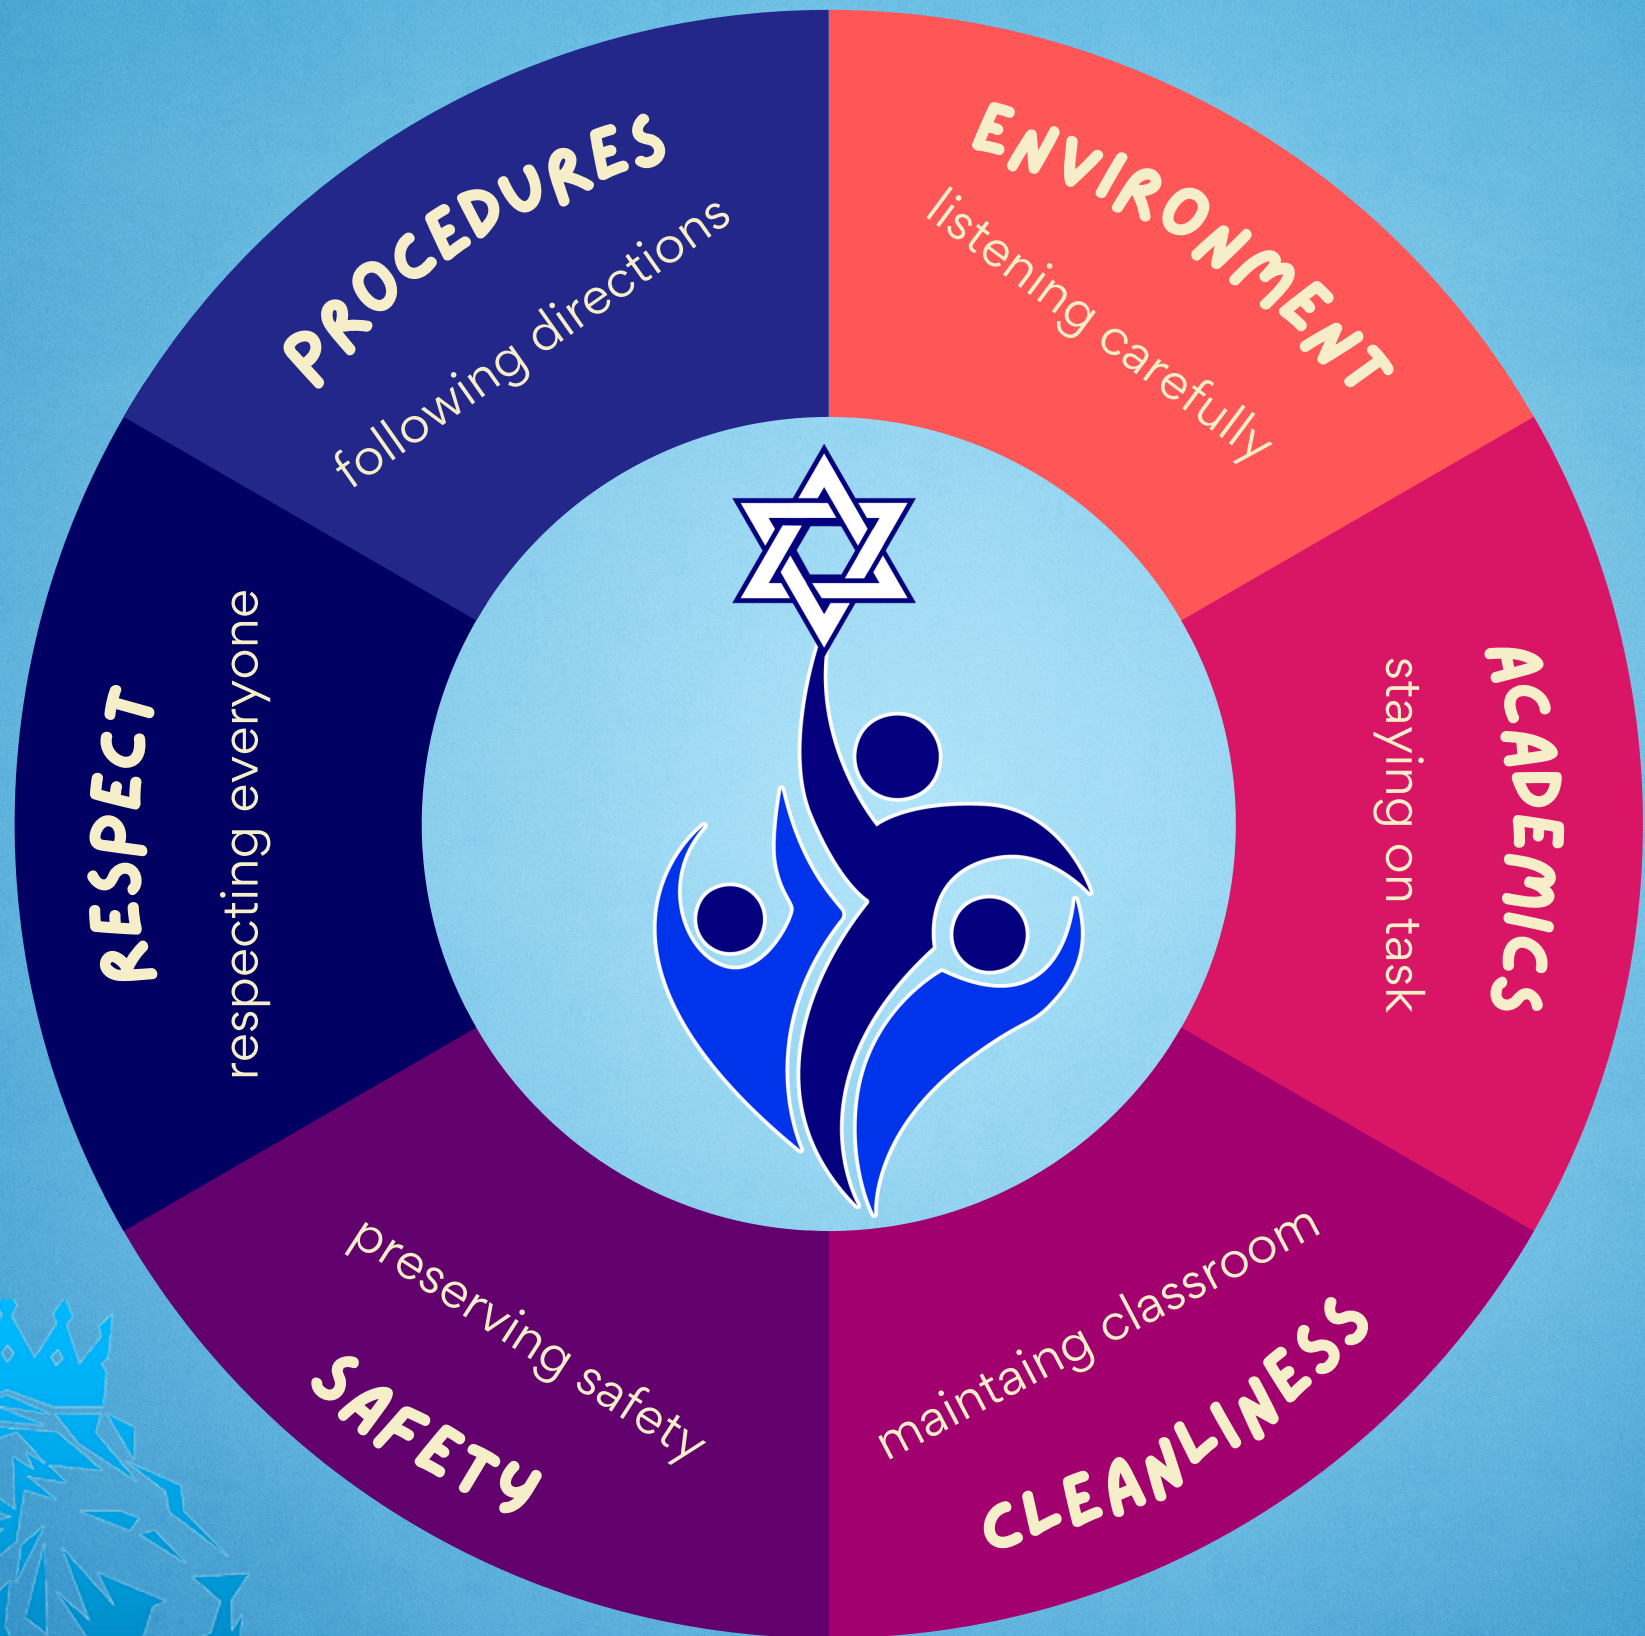 PROCEDURES
following directions
ENVIRONMENT
listening carefully
ACADEMICS
staying on task
CLEANLINESS
maintaing classroom
SAFETY
preserving safety
RESPECT
respecting everyone